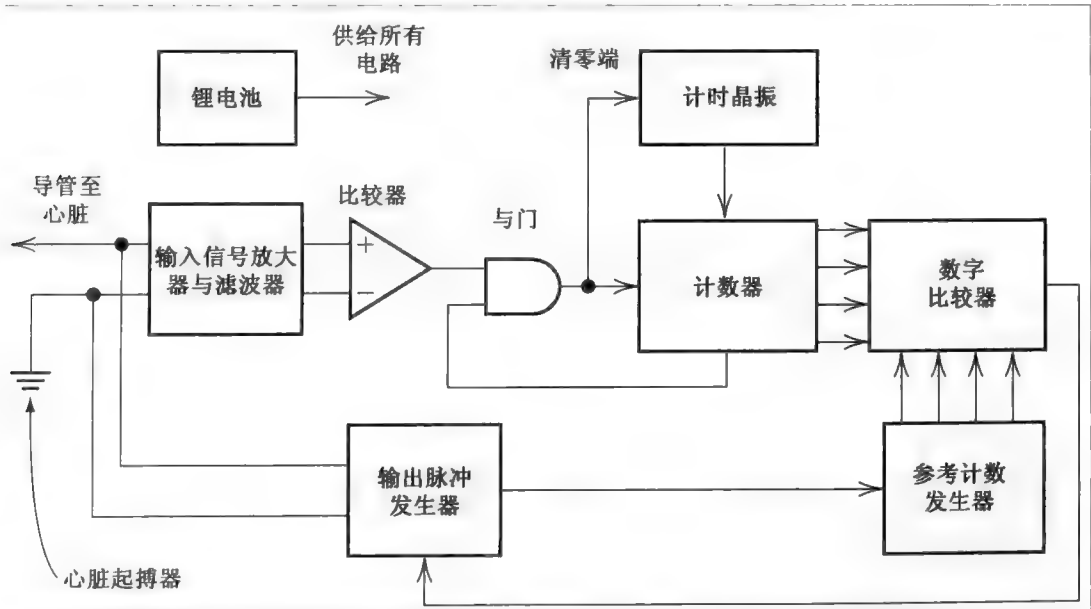 供给所有
电路
清零端
锂电池
计时晶振
导管至
心脏
比较器
与门
输入信号放大
器与滤波器
+
−
计数器
数字
比较器
输出脉冲
发生器
参考计数
发生器
心脏起搏器